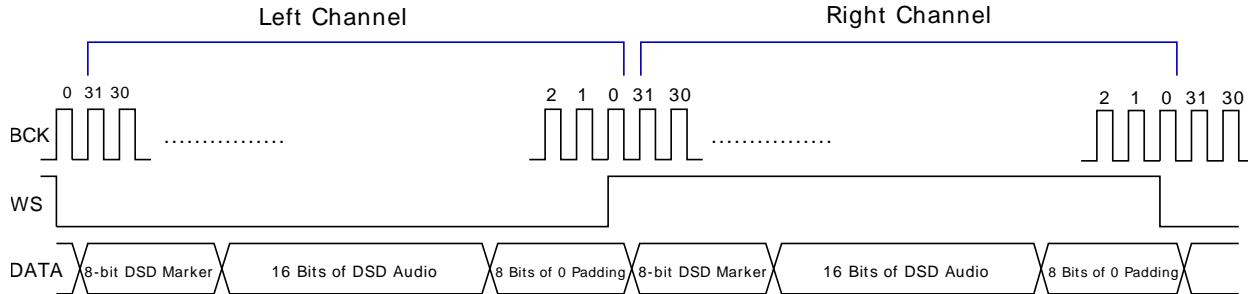 Left Channel
Right Channel
0 31 30
2 1 0 31 30
2 1 0 31 30
BCK
................
................
WS
DATA
8-bit DSD Marker
16 Bits of DSD Audio
8 Bits of 0 Padding
8-bit DSD Marker
16 Bits of DSD Audio
8 Bits of 0 Padding